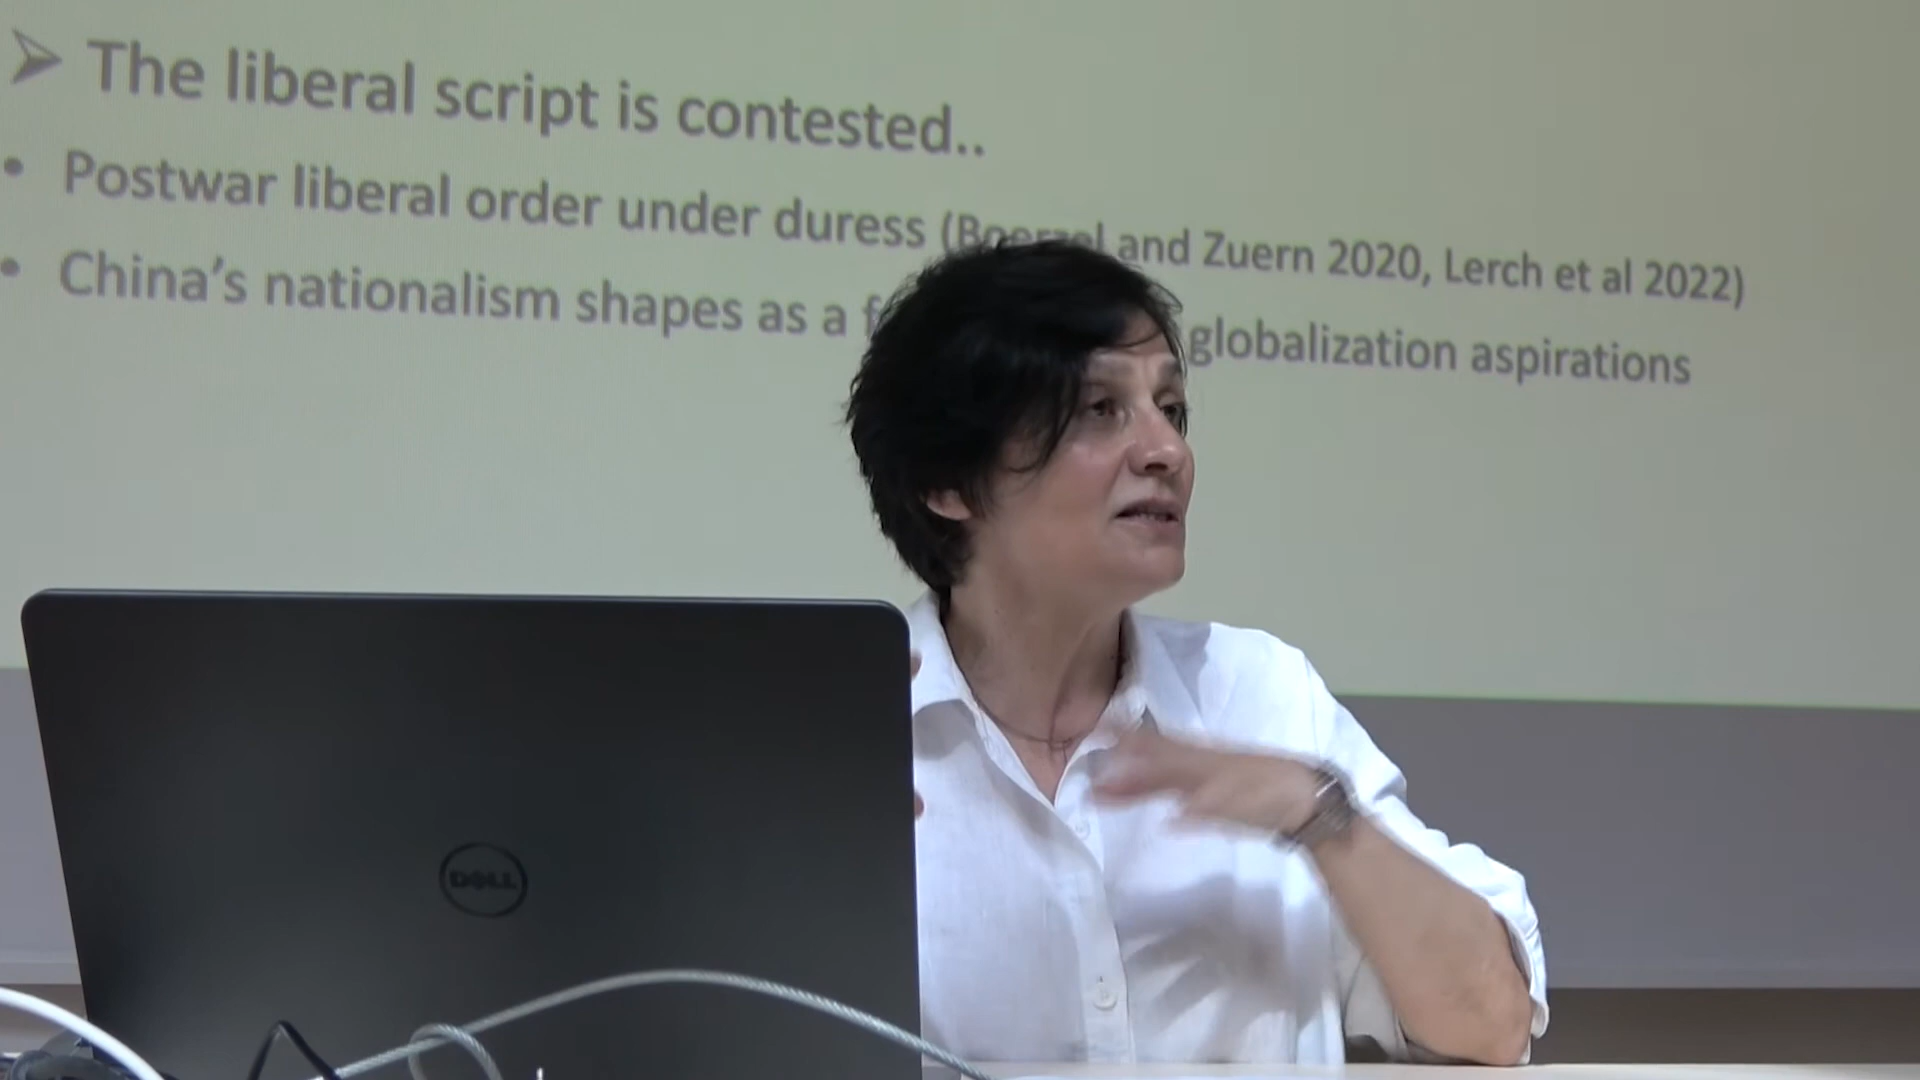 The liberal script is contested..
Postwar liberal order under duress (Boerzel and Zuern 2020, Lerch et al 2022)
China's nationalism shapes as a globalization aspirations
DELL